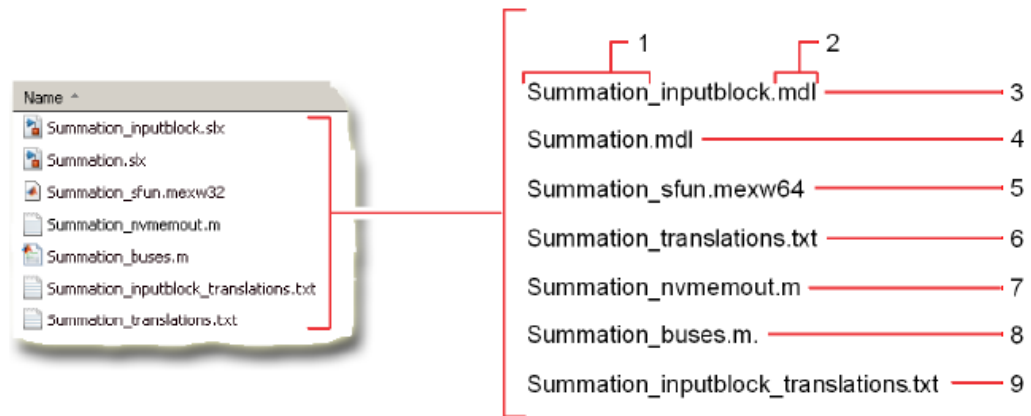 Name
Summation_inputblock.slx
Summation.slx
Summation_sfun.mexw32
Summation_nvmemout.m
Summation_buses.m
Summation_inputblock_translations.txt
Summation_translations.txt
1 2
Summation_inputblock.mdl 3
Summation.mdl 4
Summation_sfun.mexw64 5
Summation_translations.txt 6
Summation_nvmemout.m 7
Summation_buses.m. 8
Summation_inputblock_translations.txt 9